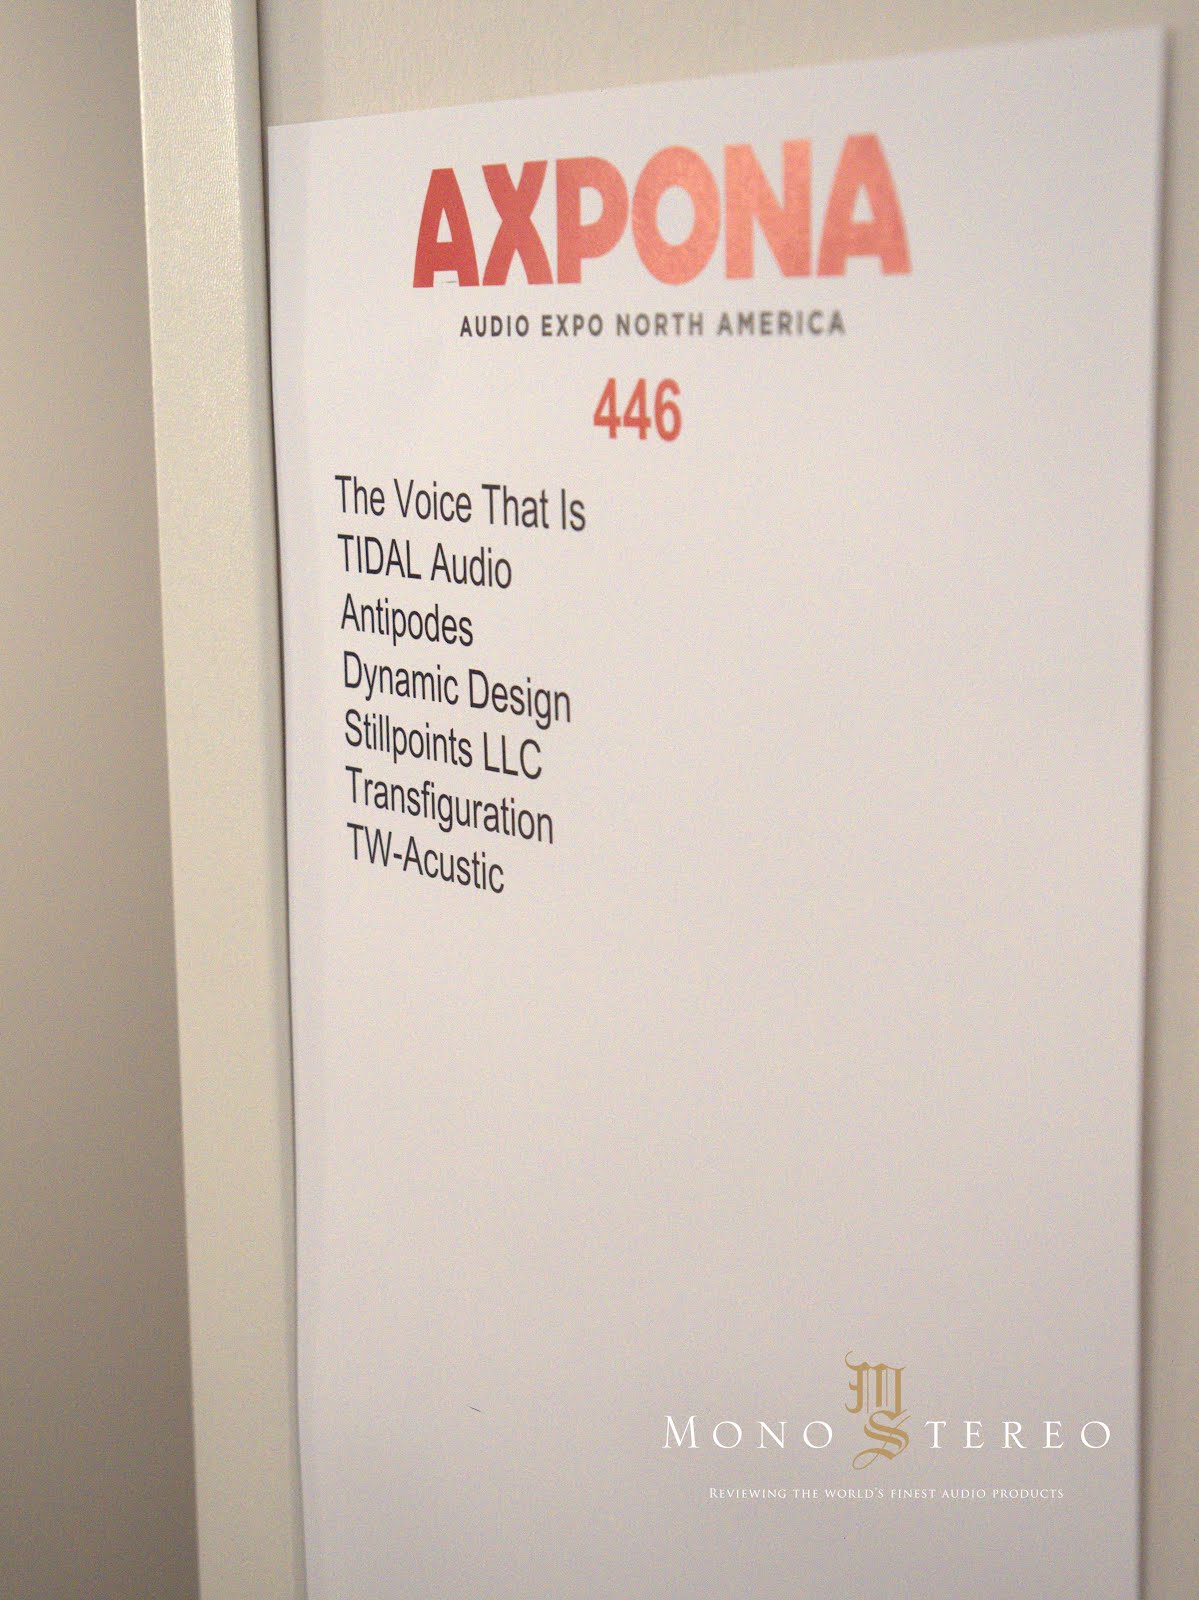 AXPONA
AUDIO EXPO NORTH AMERICA
446
The Voice That Is
TIDAL Audio
Antipodes
Dynamic Design
Stillpoints LLC
Transfiguration
TW-Acustic
MS
MONO STEREO
REVIEWING THE WORLD'S FINEST AUDIO PRODUCTS